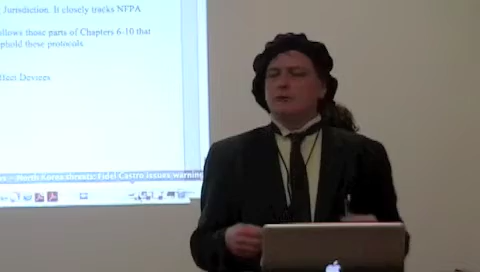 Jurisdiction. It closely tracks NFPA
llows those parts of Chapters 6-10 that
phold these protocols.
ffect Devices
s - North Korea threats: Fidel Castro issues warning